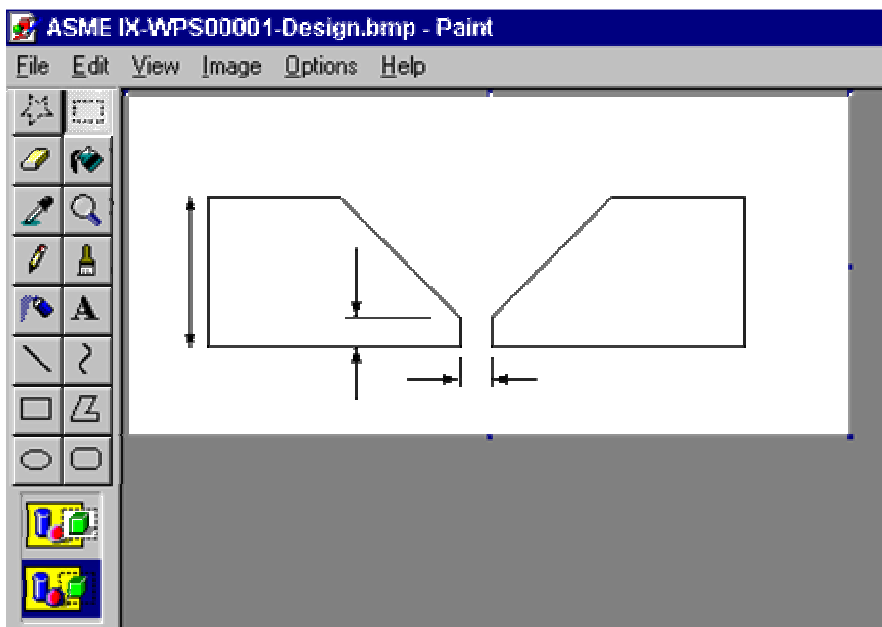 ASME IX-WPS00001-Design.bmp - Paint
File Edit View Image Options Help
A